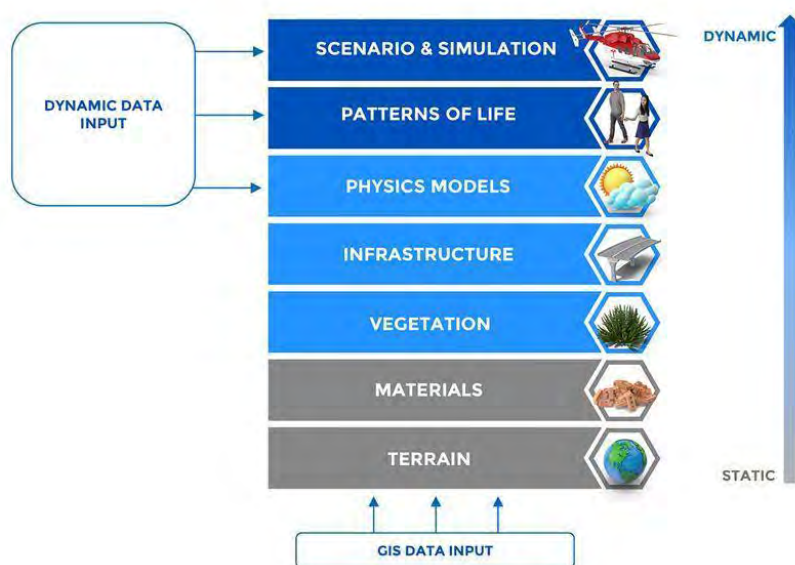 SCENARIO & SIMULATION
DYNAMIC
DYNAMIC DATA
INPUT
PATTERNS OF LIFE
PHYSICS MODELS
INFRASTRUCTURE
VEGETATION
MATERIALS
TERRAIN
STATIC
GIS DATA INPUT